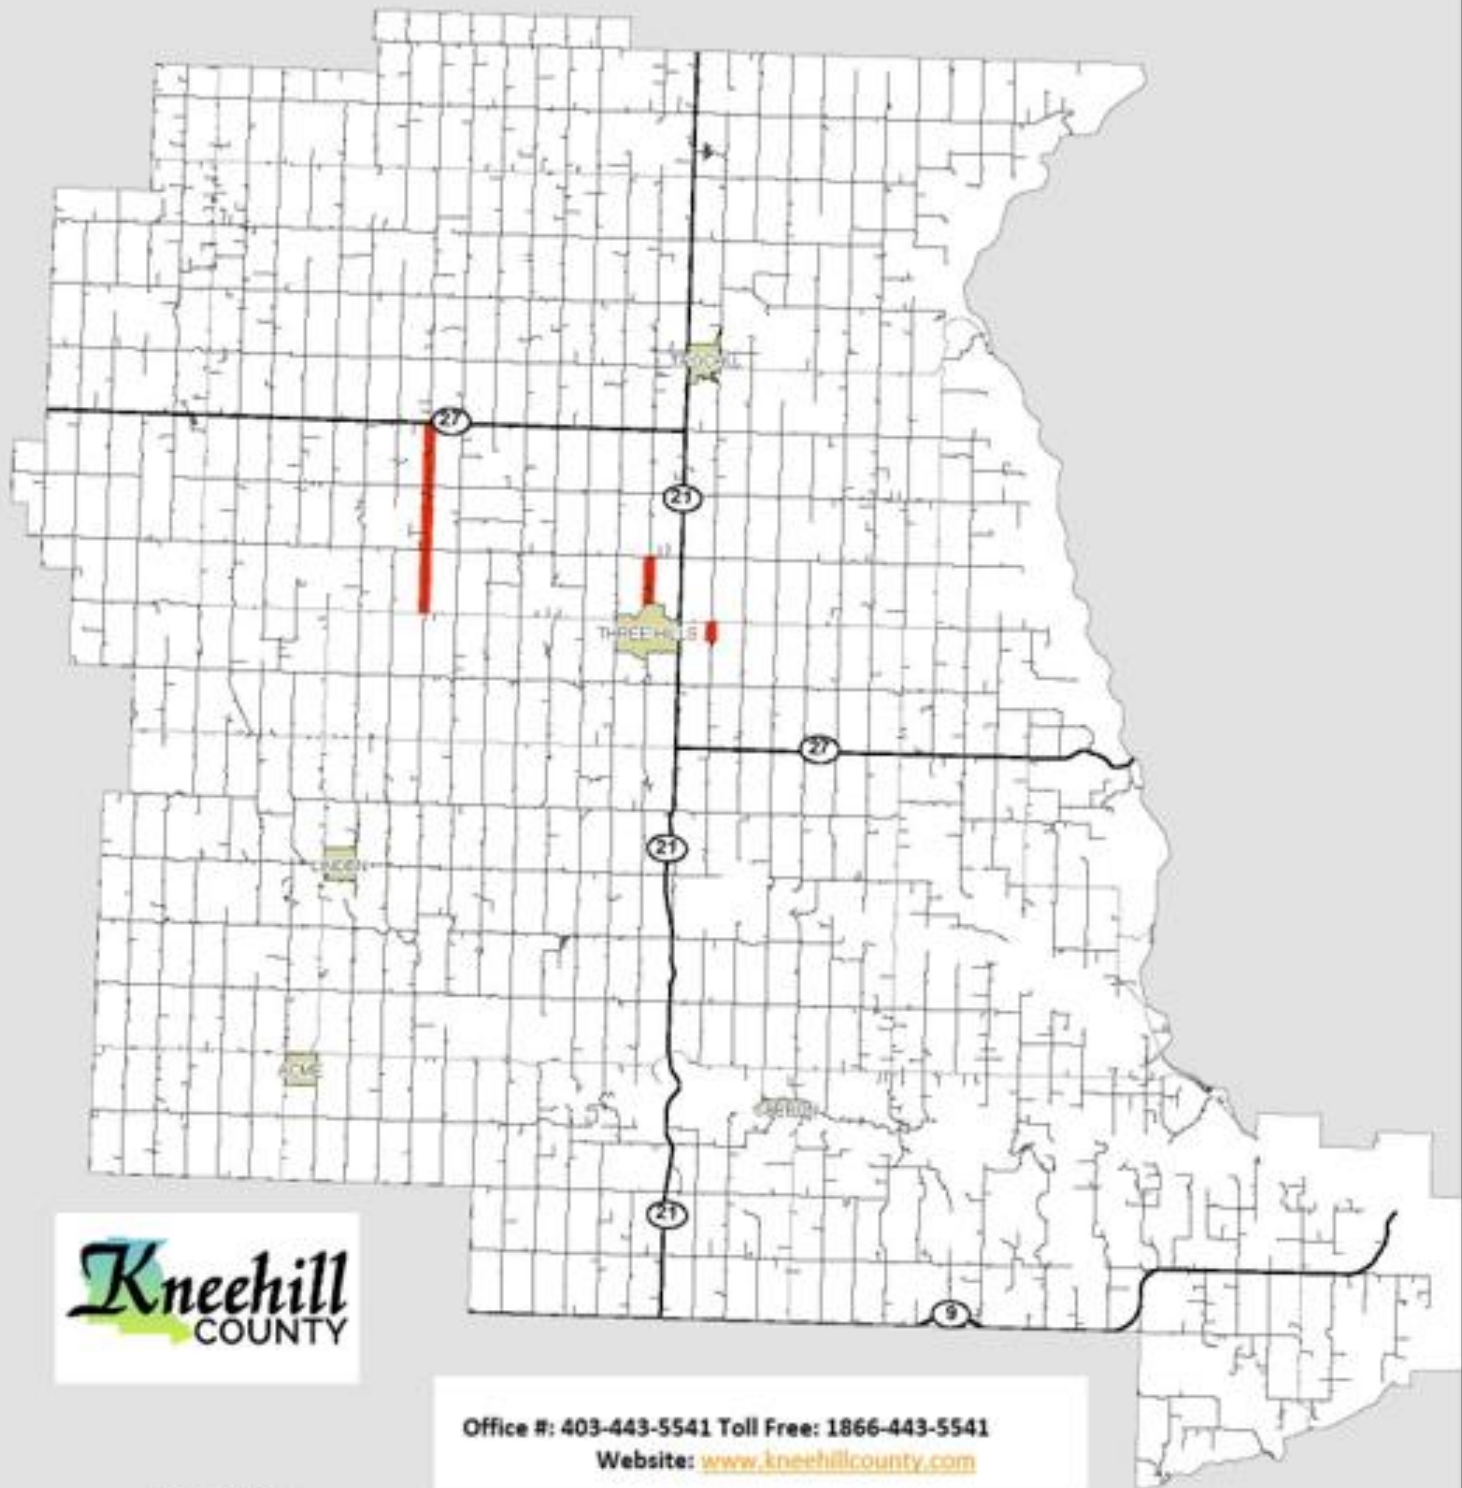 TROCHU
27
21
THREE HILLS
27
21
LINDEN
ACME
21
9
Kneehill
COUNTY
Office #: 403-443-5541 Toll Free: 1866-443-5541
Website: www.kneehillcounty.com